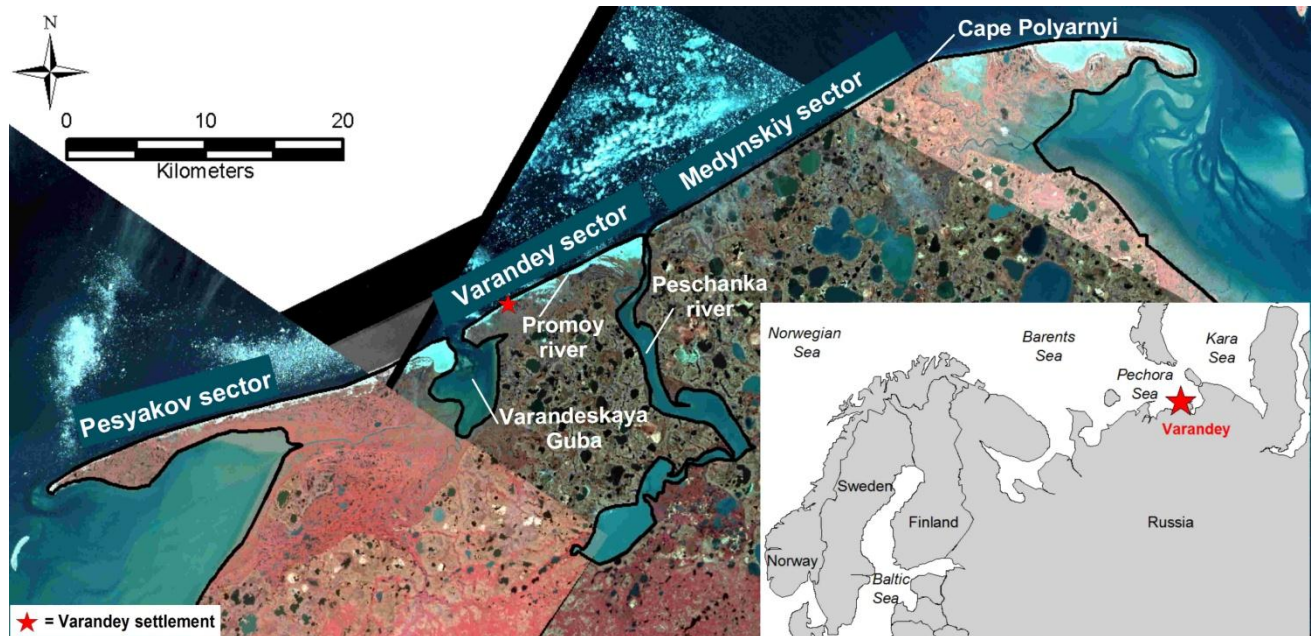 N
0 10 20
Kilometers
Cape Polyarnyi
Medynskiy sector
Varandey sector
Pesyakov sector
Promoy
river
Peschanka
river
Varandeskaya
Guba
★ = Varandey settlement
Norwegian
Sea
Barents
Sea
Kara
Sea
Pechora
Sea
Varandey
Sweden
Finland
Russia
Norway
Baltic
Sea